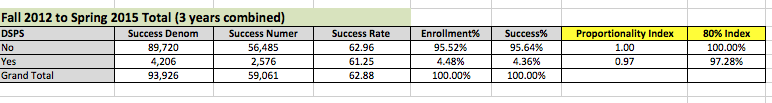 Fall 2012 to Spring 2015 Total (3 years combined)
DSPS Success Denom Success Numer Success Rate Enrollment% Success% Proportionality Index 80% Index
No 89,720 56,485 62.96 95.52% 95.64% 1.00 100.00%
Yes 4,206 2,576 61.25 4.48% 4.36% 0.97 97.28%
Grand Total 93,926 59,061 62.88 100.00% 100.00%